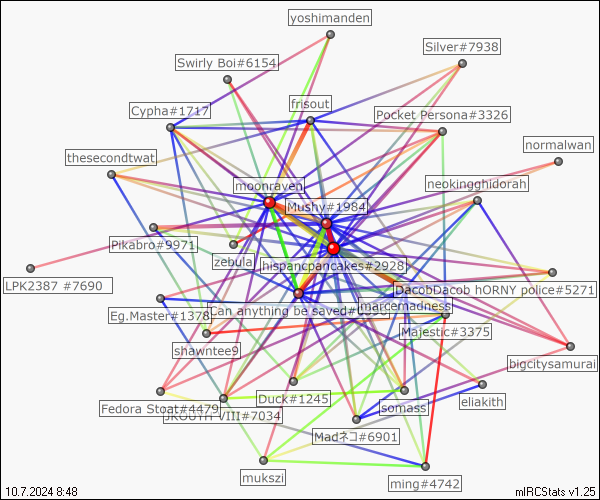 yoshimanden
Silver#7938
Swirly Boi#6154
frisout
Cypha#1717
Pocket Persona#3326
normalwan
thesecondtwat
moonraven
neokingghidorah
Mushy#1984
Pikabro#9971
zebula
hispancpancakes#2928
LPK2387 #7690
DacobDacob hORNY police#5271
Can anything be saved#
marcemadness
Eg.Master#1378
Majestic#3375
shawntee9
bigcitysamurai
Duck#1245
eliakith
Fedora Stoat#4479
somass
JKOUTH VIII#7034
Madネコ#6901
mukszi
ming#4742
10.7.2024 8:48
mIRCStats v1.25